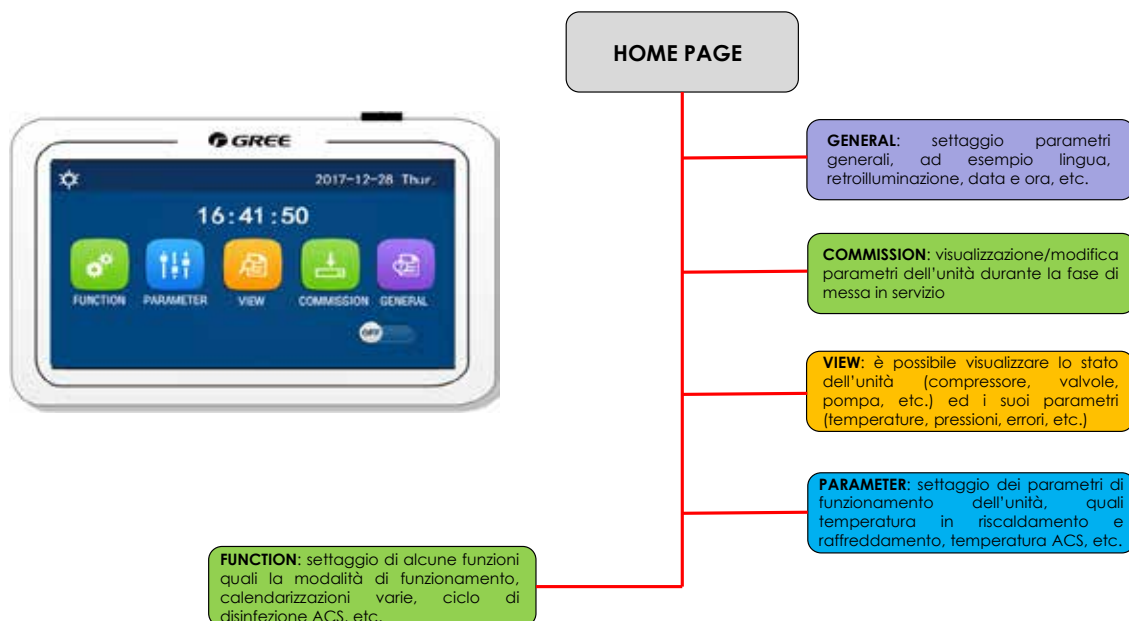 HOME PAGE
GREE
2017-12-28 Thur.
16:41:50
FUNCTION
PARAMETER
VIEW
COMMISSION
GENERAL
OFF
GENERAL: settaggio parametri
generali, ad esempio lingua,
retroilluminazione, data e ora, etc.
COMMISSION: visualizzazione/modifica
parametri dell'unità durante la fase di
messa in servizio
VIEW: è possibile visualizzare lo stato
dell'unità (compressore, valvole,
pompa, etc.) ed i suoi parametri
(temperature, pressioni, errori, etc.)
PARAMETER: settaggio dei parametri di
funzionamento dell'unità, quali
temperatura in riscaldamento e
raffreddamento, temperatura ACS, etc.
FUNCTION: settaggio di alcune funzioni
quali la modalità di funzionamento,
calendarizzazioni varie, ciclo di
disinfezione ACS, etc.